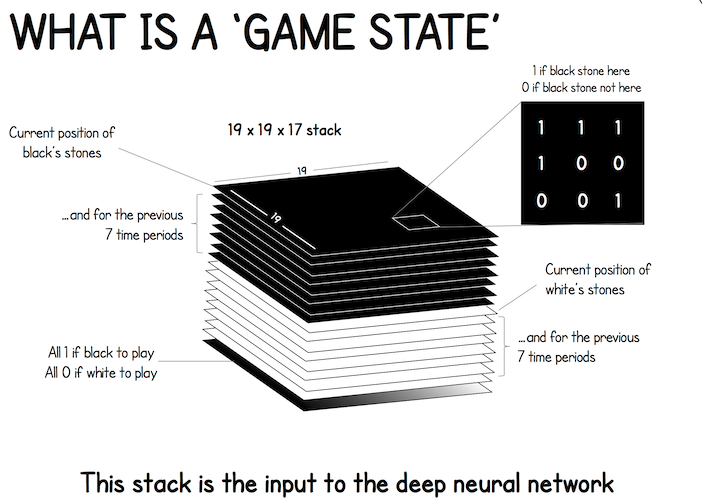 WHAT IS A 'GAME STATE'
1 if black stone here
0 if black stone not here
1 1 1
1 0 0
0 0 1
Current position of
black's stones
19 x 19 x 17 stack
19
19
...and for the previous
7 time periods
Current position of
white's stones
...and for the previous
7 time periods
All 1 if black to play
All 0 if white to play
This stack is the input to the deep neural network